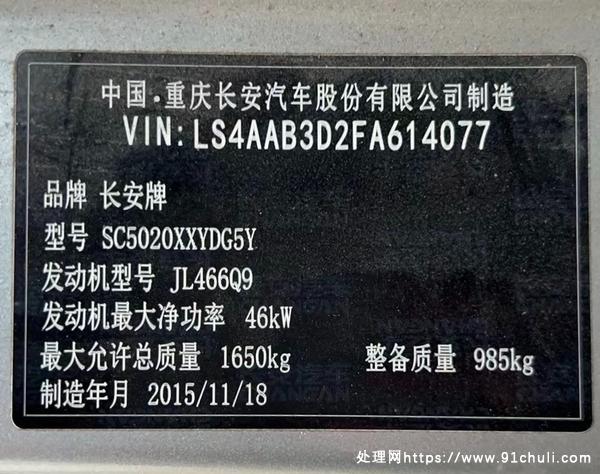 中国·重庆长安汽车股份有限公司制造
VIN: LS4AAB3D2FA614077
品牌 长安牌
型号 SC5020XXYDG5Y
发动机型号 JL466Q9
发动机最大净功率 46kW
最大允许总质量 1650kg 整备质量 985kg
制造年月 2015/11/18
处理网https://www.91chuli.com/